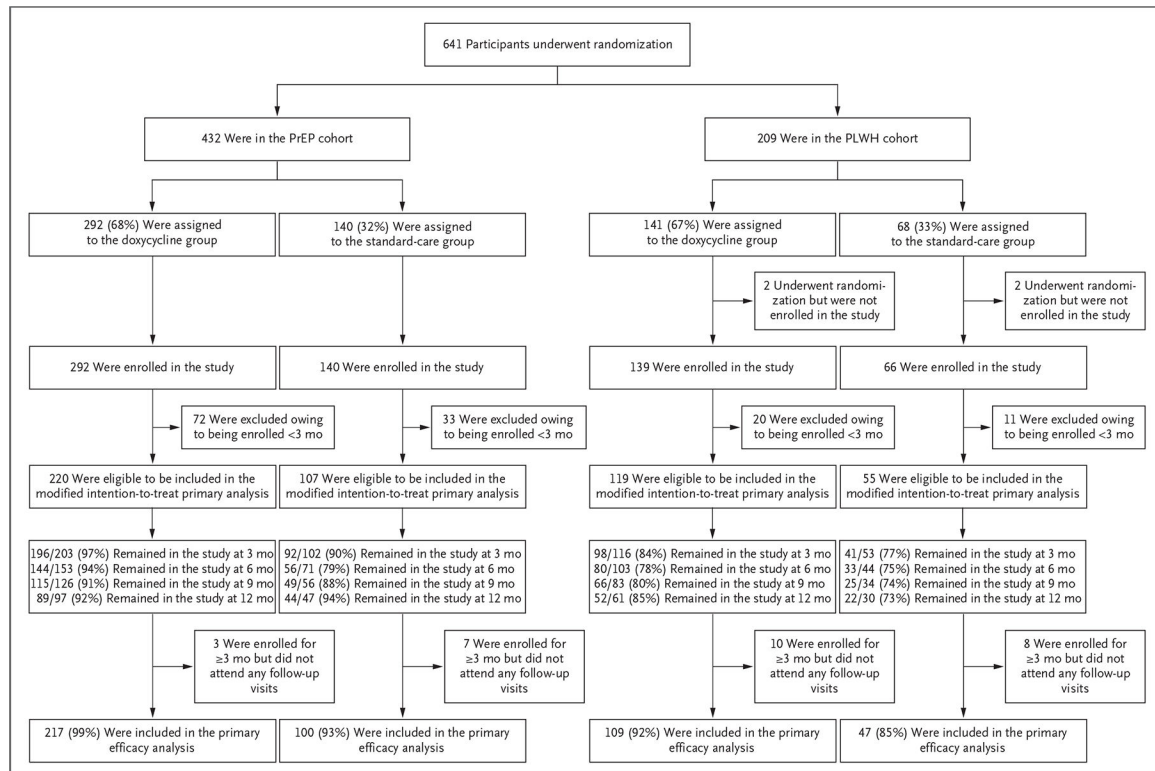 641 Participants underwent randomization
432 Were in the PrEP cohort
209 Were in the PLWH cohort
292 (68%) Were assigned
to the doxycycline group
140 (32%) Were assigned
to the standard-care group
141 (67%) Were assigned
to the doxycycline group
68 (33%) Were assigned
to the standard-care group
2 Underwent randomi-
zation but were not
enrolled in the study
2 Underwent randomi-
zation but were not
enrolled in the study
292 Were enrolled in the study
140 Were enrolled in the study
139 Were enrolled in the study
66 Were enrolled in the study
72 Were excluded owing
to being enrolled <3 mo
33 Were excluded owing
to being enrolled <3 mo
20 Were excluded owing
to being enrolled <3 mo
11 Were excluded owing
to being enrolled <3 mo
220 Were eligible to be included in the
modified intention-to-treat primary analysis
107 Were eligible to be included in the
modified intention-to-treat primary analysis
119 Were eligible to be included in the
modified intention-to-treat primary analysis
55 Were eligible to be included in the
modified intention-to-treat primary analysis
196/203 (97%) Remained in the study at 3 mo
144/153 (94%) Remained in the study at 6 mo
115/126 (91%) Remained in the study at 9 mo
89/97 (92%) Remained in the study at 12 mo
92/102 (90%) Remained in the study at 3 mo
56/71 (79%) Remained in the study at 6 mo
49/56 (88%) Remained in the study at 9 mo
44/47 (94%) Remained in the study at 12 mo
98/116 (84%) Remained in the study at 3 mo
80/103 (78%) Remained in the study at 6 mo
66/83 (80%) Remained in the study at 9 mo
52/61 (85%) Remained in the study at 12 mo
41/53 (77%) Remained in the study at 3 mo
33/44 (75%) Remained in the study at 6 mo
25/34 (74%) Remained in the study at 9 mo
22/30 (73%) Remained in the study at 12 mo
3 Were enrolled for
≥3 mo but did not
attend any follow-up
visits
7 Were enrolled for
≥3 mo but did not
attend any follow-up
visits
10 Were enrolled for
≥3 mo but did not
attend any follow-up
visits
8 Were enrolled for
≥3 mo but did not
attend any follow-up
visits
217 (99%) Were included in the primary
efficacy analysis
100 (93%) Were included in the primary
efficacy analysis
109 (92%) Were included in the primary
efficacy analysis
47 (85%) Were included in the primary
efficacy analysis